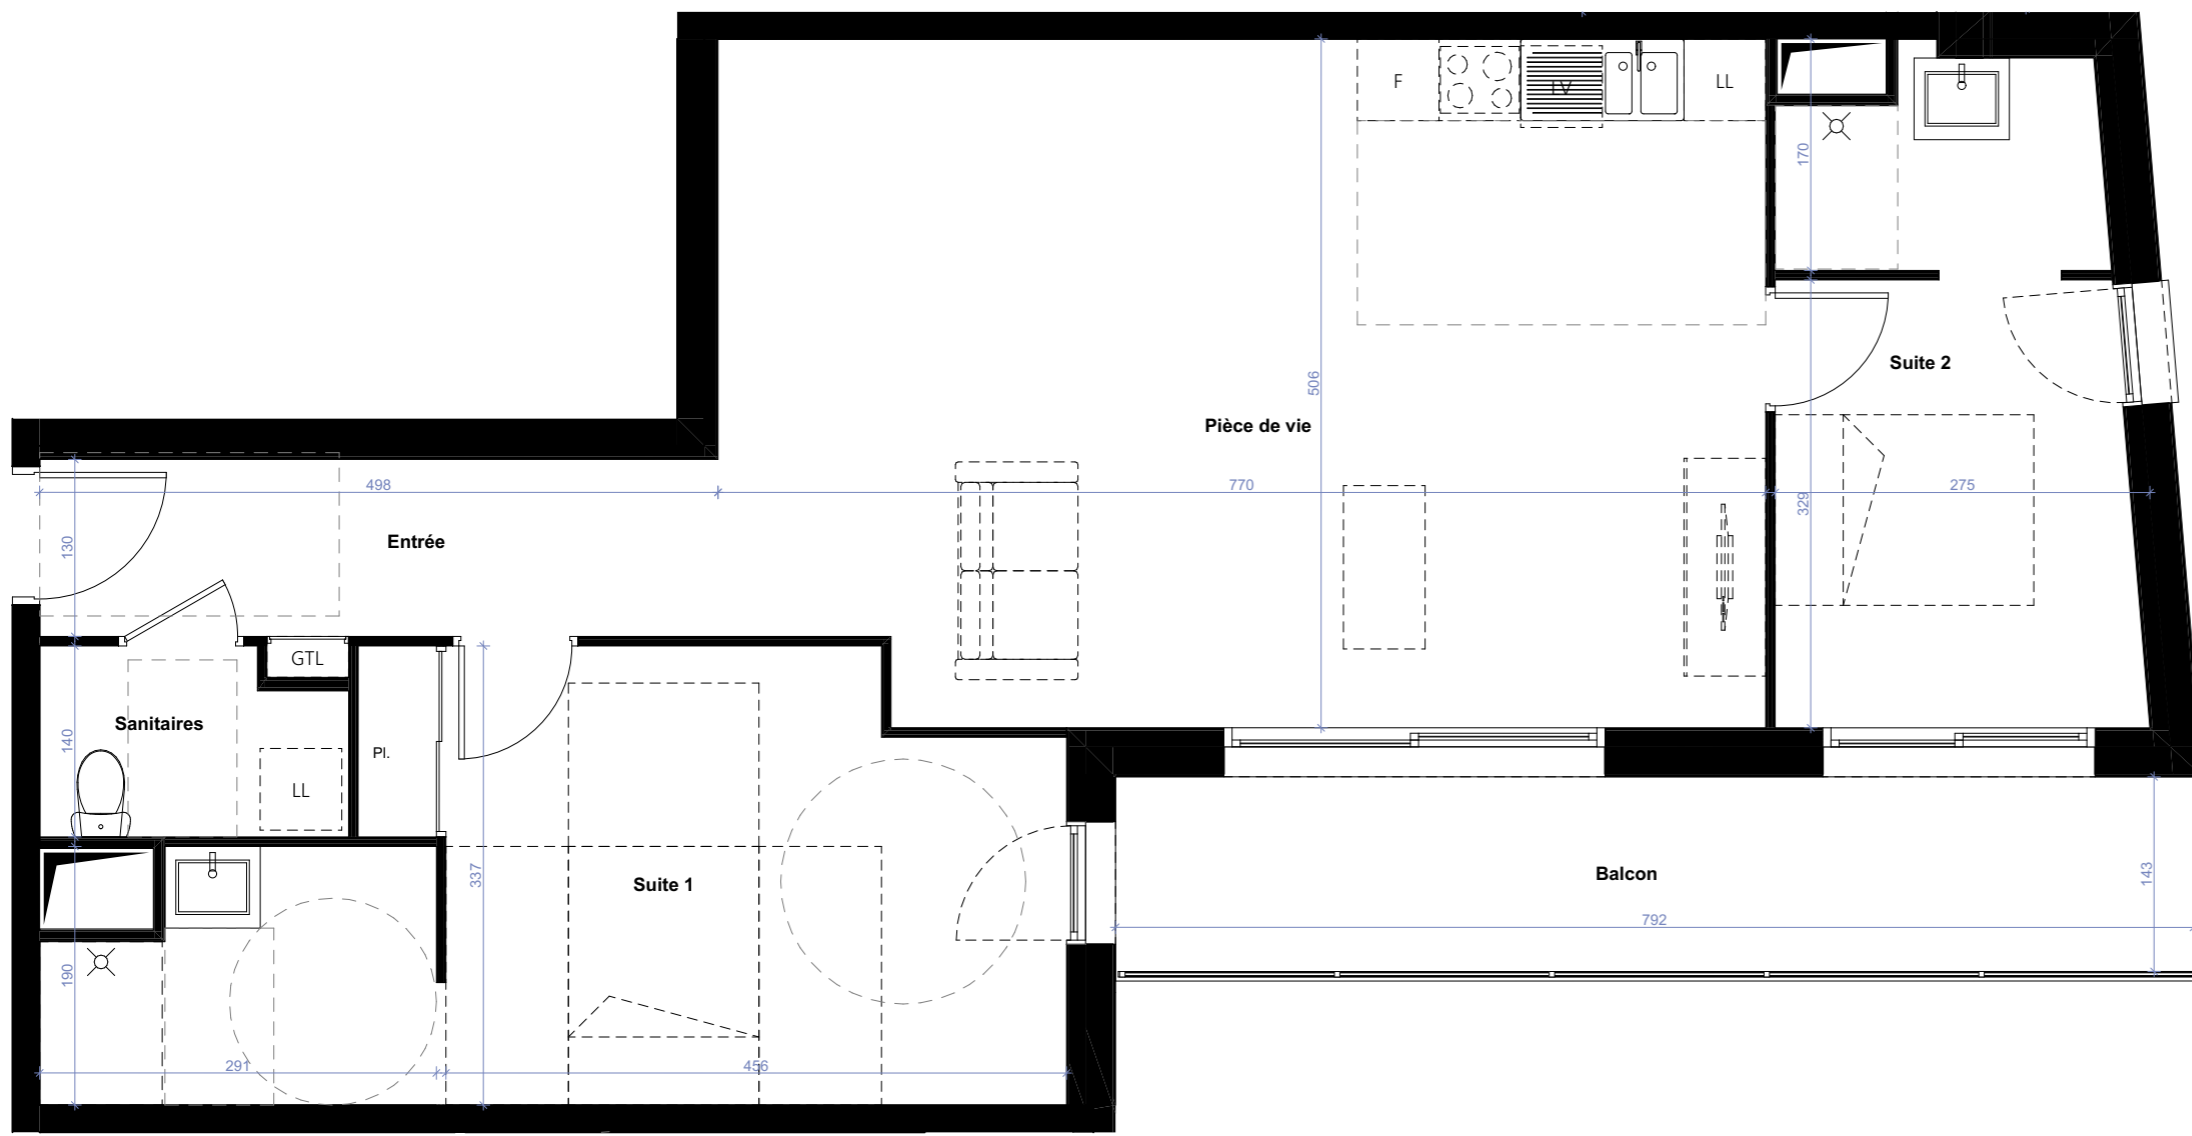 F
LV
LL
170
506
Suite 2
Pièce de vie
498
770
329
275
130
Entrée
GTL
Sanitaires
140
Pl.
LL
337
Suite 1
Balcon
143
792
190
291
456